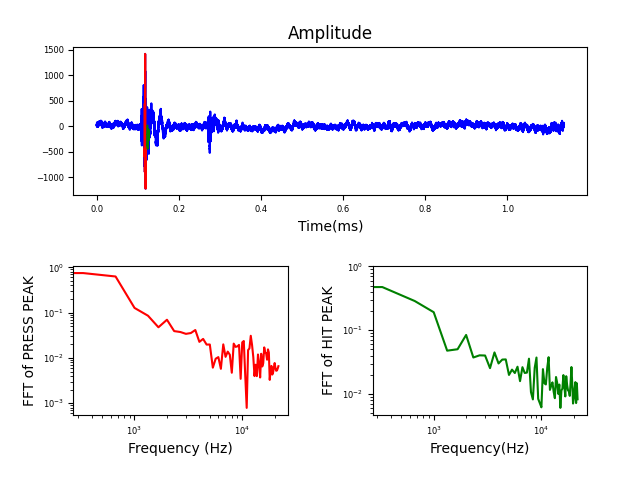 Amplitude
1500
1000
500
0
−500
−1000
0.0 0.2 0.4 0.6 0.8 1.0
Time(ms)
FFT of PRESS PEAK
10⁰
10⁻¹
10⁻²
10⁻³
10³ 10⁴
Frequency (Hz)
FFT of HIT PEAK
10⁰
10⁻¹
10⁻²
10³ 10⁴
Frequency(Hz)